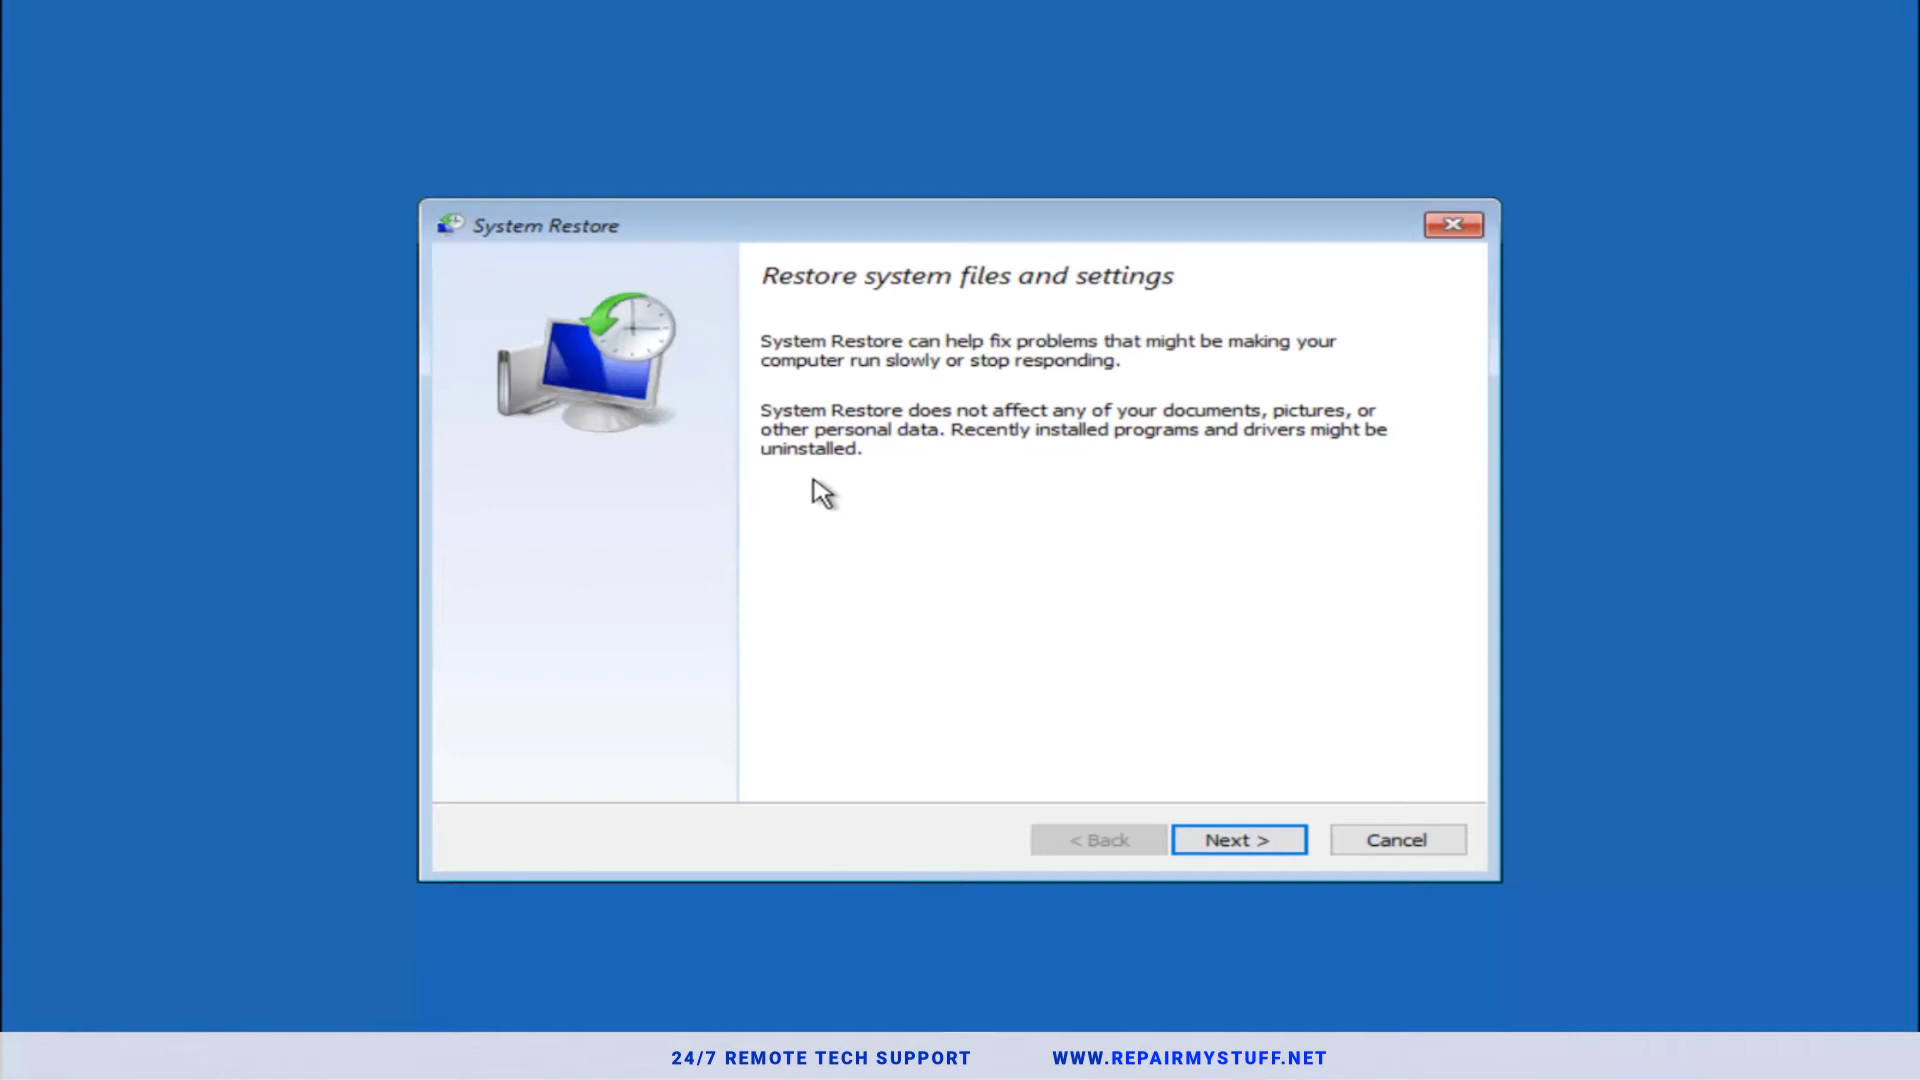 System Restore
Restore system files and settings
System Restore can help fix problems that might be making your
computer run slowly or stop responding.
System Restore does not affect any of your documents, pictures, or
other personal data. Recently installed programs and drivers might be
uninstalled.
< Back
Next >
Cancel
24/7 REMOTE TECH SUPPORT
WWW.REPAIRMYSTUFF.NET